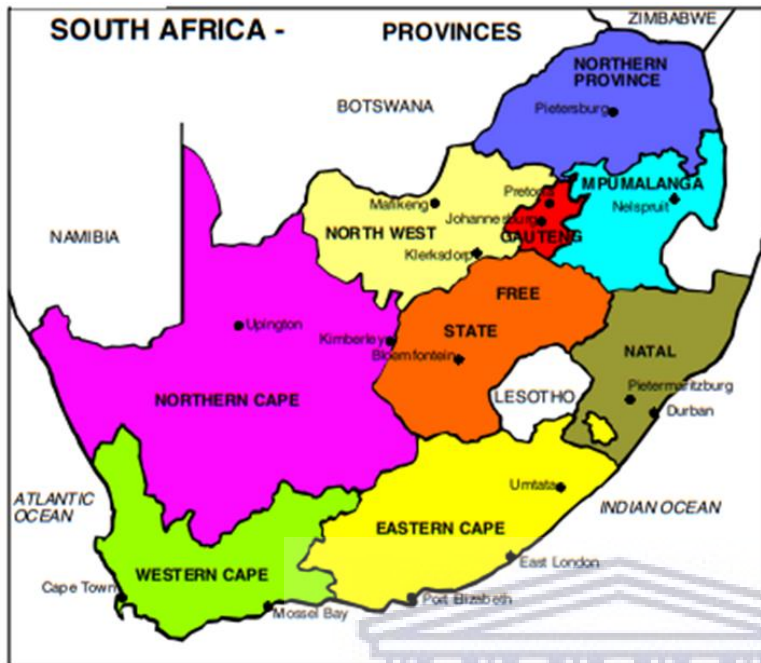 SOUTH AFRICA - PROVINCES
ZIMBABWE
NORTHERN
PROVINCE
BOTSWANA
Pietersburg
MPUMALANGA
Pretoria
Mafikeng
Nelspruit
Johannesburg
NAMIBIA
NORTH WEST
GAUTENG
Klerksdorp
FREE
Upington
STATE
Kimberley
NATAL
Bloemfontein
Pietermaritzburg
LESOTHO
NORTHERN CAPE
Durban
Umtata
ATLANTIC
OCEAN
INDIAN OCEAN
EASTERN CAPE
East London
WESTERN CAPE
Cape Town
Port Elizabeth
Mossel Bay